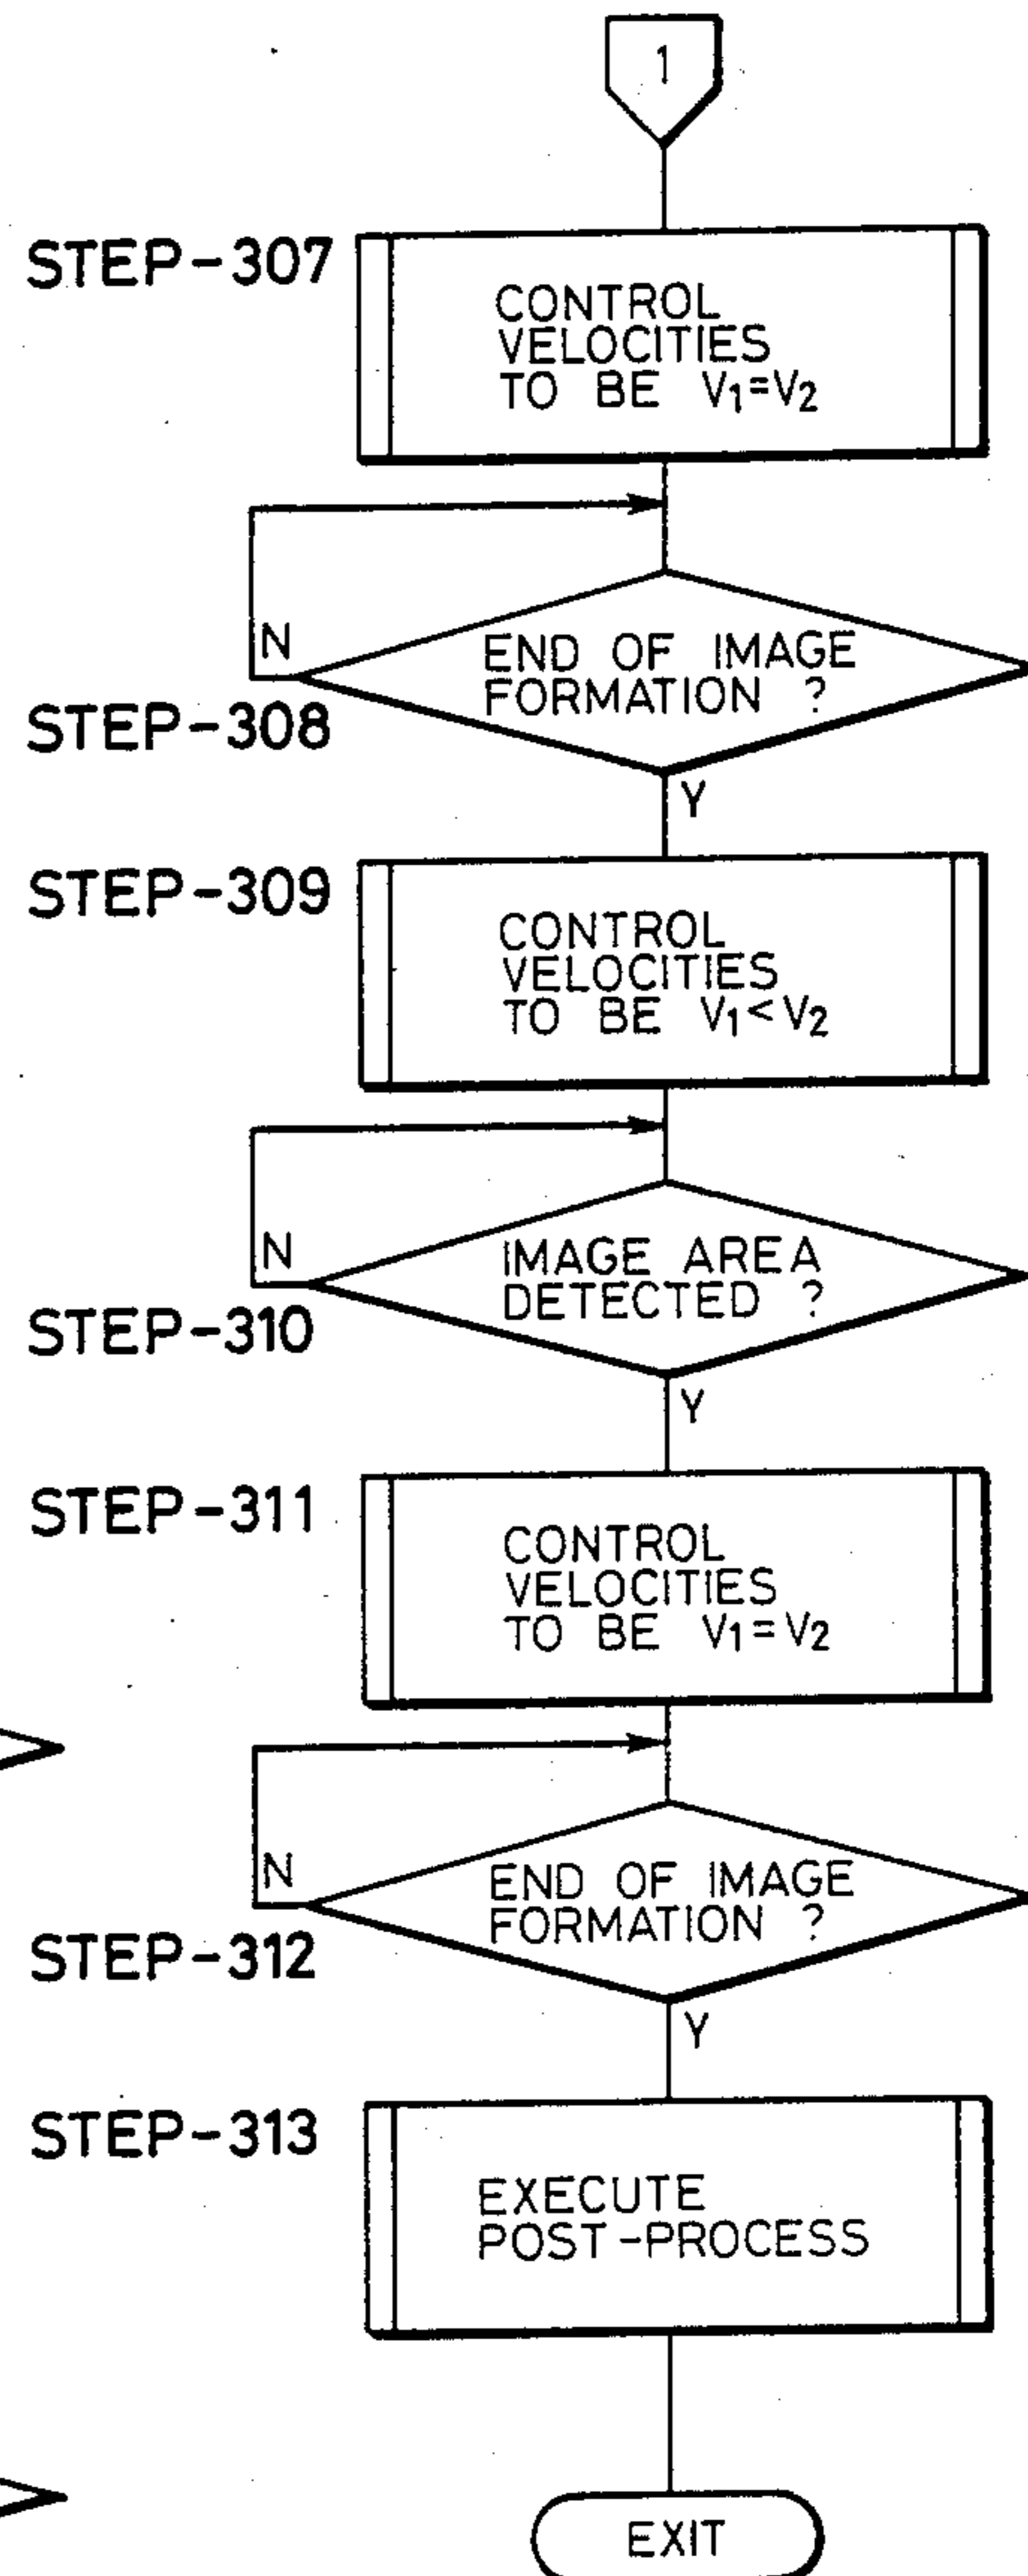 1
STEP-307
CONTROL
VELOCITIES
TO BE V₁=V₂
N
END OF IMAGE
FORMATION ?
STEP-308
Y
STEP-309
CONTROL
VELOCITIES
TO BE V₁<V₂
N
IMAGE AREA
DETECTED ?
STEP-310
Y
STEP-311
CONTROL
VELOCITIES
TO BE V₁=V₂
N
END OF IMAGE
FORMATION ?
STEP-312
Y
STEP-313
EXECUTE
POST-PROCESS
EXIT